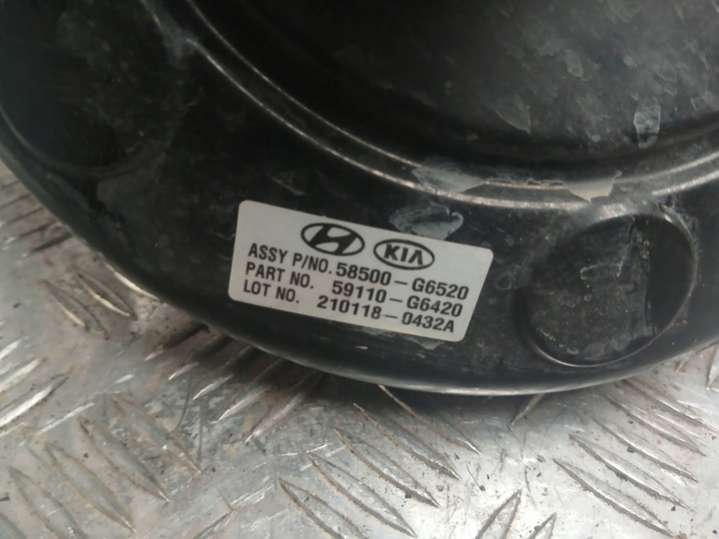 KIA
ASSY P/NO. 58500-G6520
PART NO. 59110-G6420
LOT NO. 210118-0432A